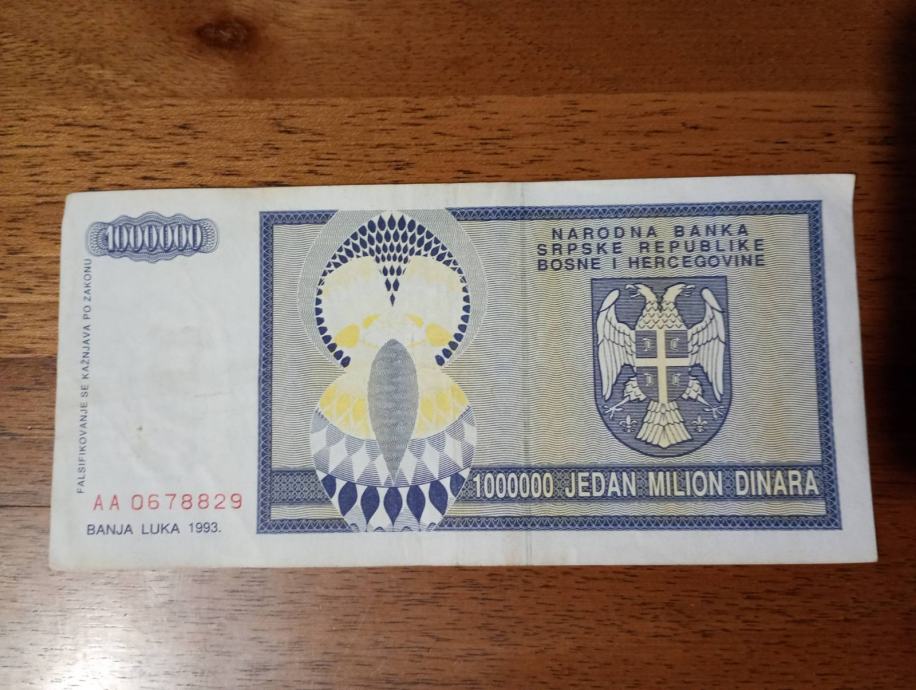 1000000
FALSIFIKOVANJE SE KAŽNJAVA PO ZAKONU
AA 0678829
BANJA LUKA 1993.
NARODNA BANKA
SRPSKE REPUBLIKE
BOSNE I HERCEGOVINE
1000000 JEDAN MILION DINARA